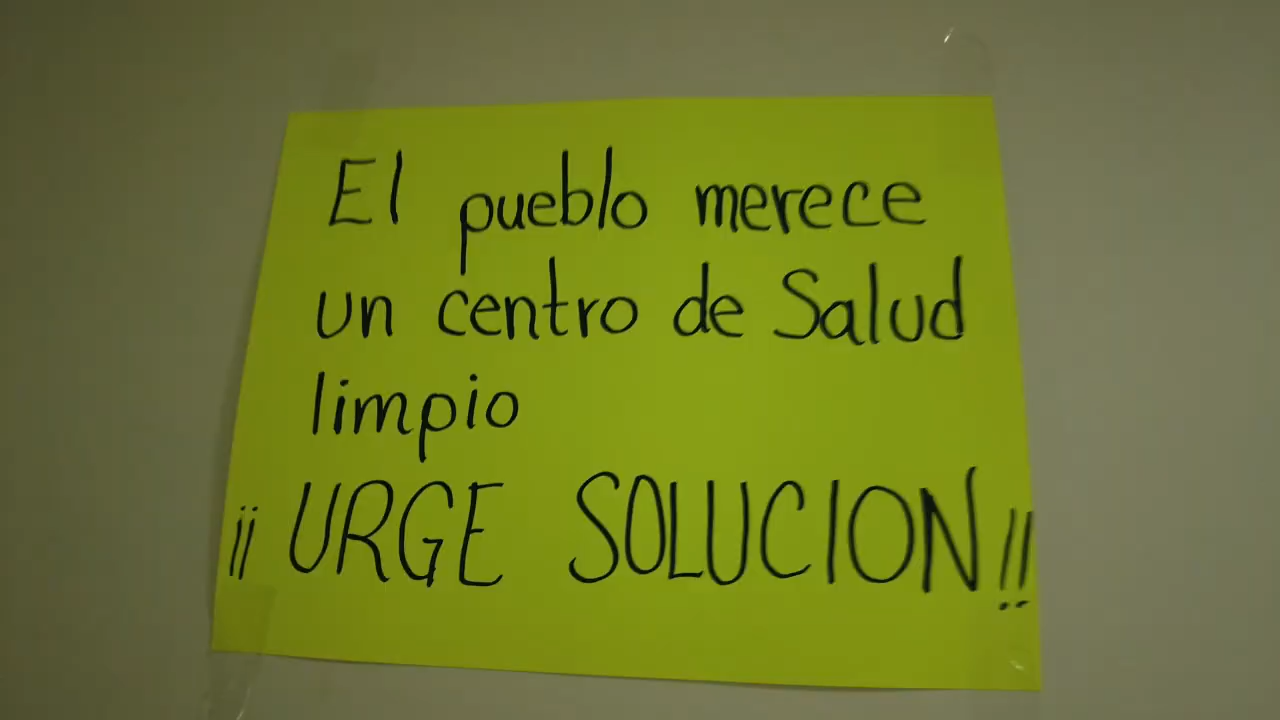 El pueblo merece
un centro de Salud
limpio
¡¡ URGE SOLUCION!!